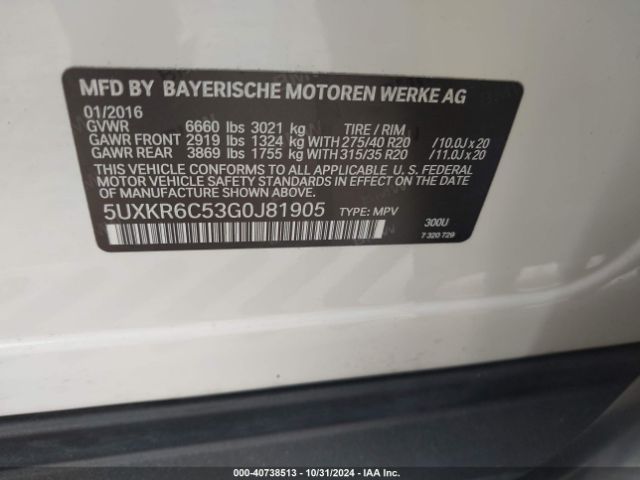 MFD BY BAYERISCHE MOTOREN WERKE AG
01/2016
GVWR 6660 lbs 3021 kg TIRE / RIM
GAWR FRONT 2919 lbs 1324 kg WITH 275/40 R20 /10.0J x 20
GAWR REAR 3869 lbs 1755 kg WITH 315/35 R20 /11.0J x 20
THIS VEHICLE CONFORMS TO ALL APPLICABLE U. S. FEDERAL
MOTOR VEHICLE SAFETY STANDARDS IN EFFECT
ON THE DATE OF MANUFACTURE SHOWN ABOVE.
5UXKR6C53G0J81905 TYPE: MPV 300U
7 320 729
000-40738513 | 10/31/2024 | IAA Inc.